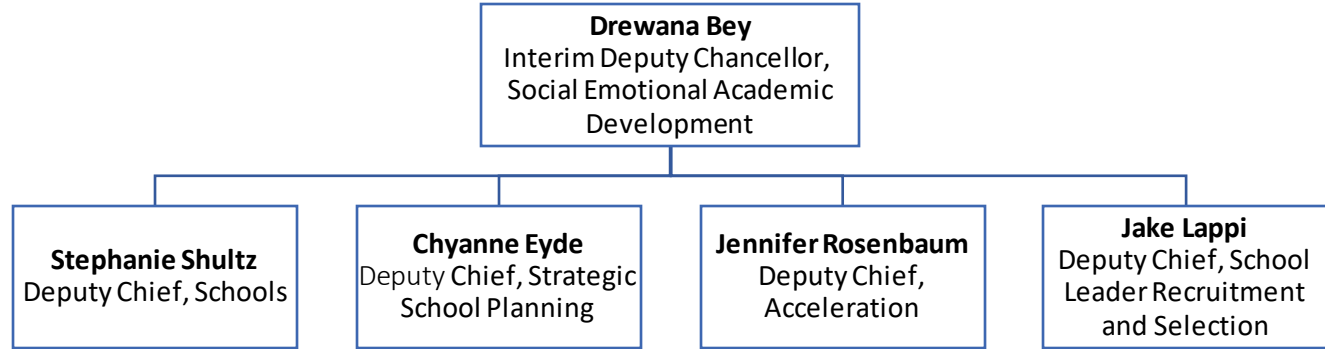 Drewana Bey
Interim Deputy Chancellor,
Social Emotional Academic
Development
Stephanie Shultz
Deputy Chief, Schools
Chyanne Eyde
Deputy Chief, Strategic
School Planning
Jennifer Rosenbaum
Deputy Chief,
Acceleration
Jake Lappi
Deputy Chief, School
Leader Recruitment
and Selection